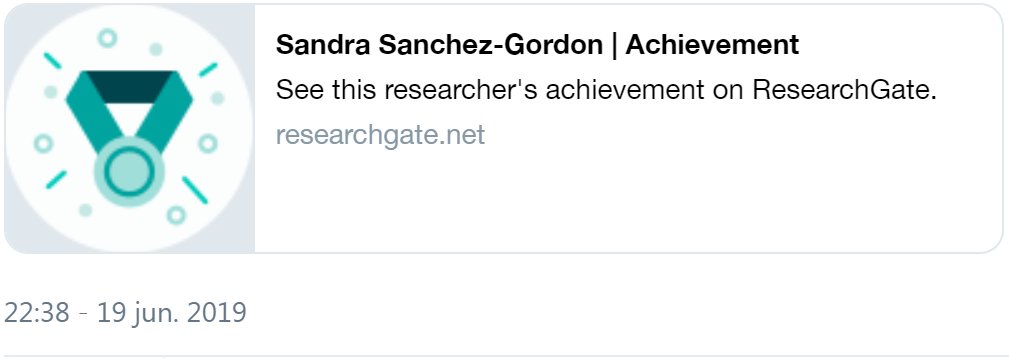 Sandra Sanchez-Gordon | Achievement
See this researcher's achievement on ResearchGate.
researchgate.net
22:38 - 19 jun. 2019